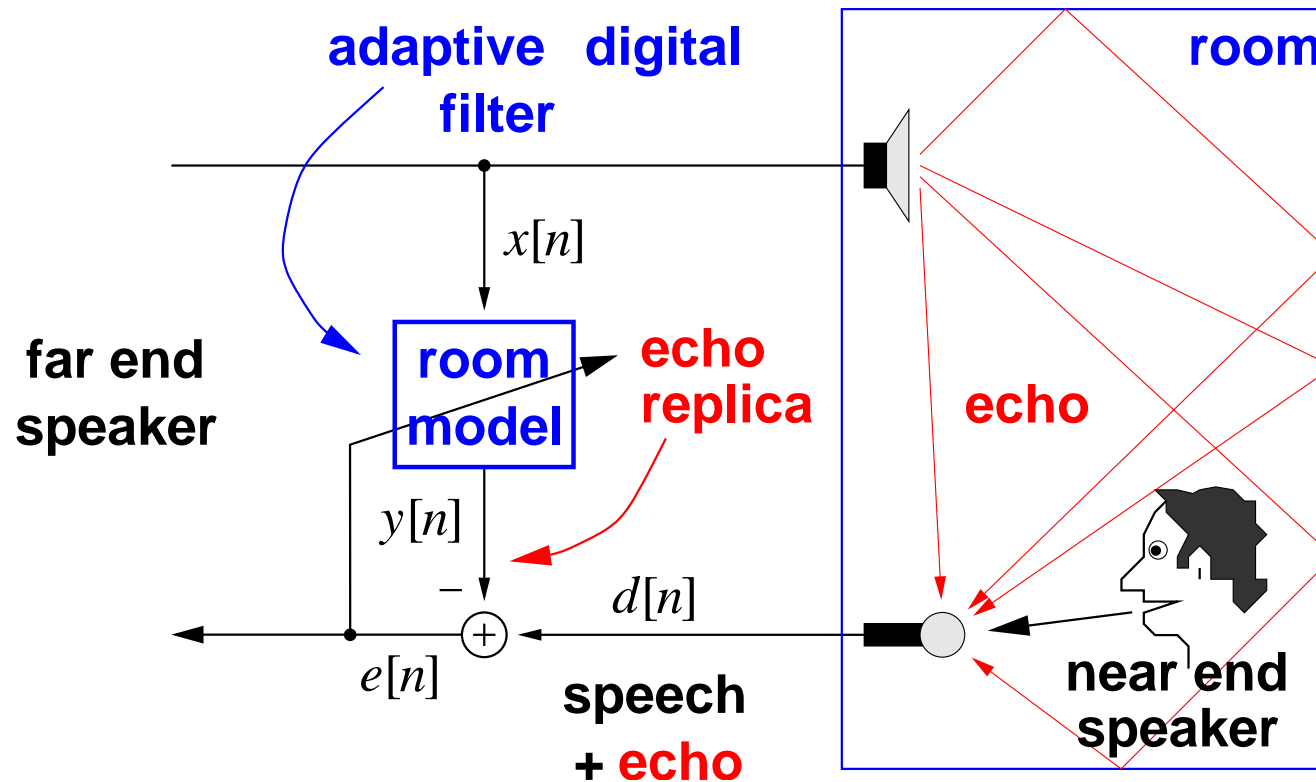 adaptive digital
filter
room
x[n]
far end
speaker
room
model
echo
replica
echo
y[n]
−
d[n]
+
e[n]
speech
+ echo
near end
speaker